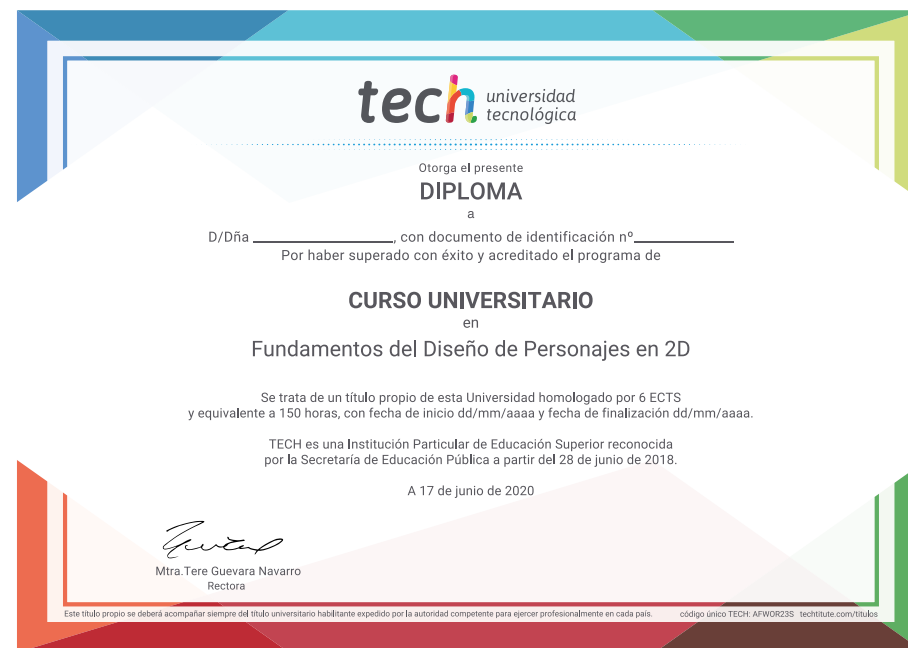 tech universidad
tecnológica
Otorga el presente
DIPLOMA
a
D/Dña ____________________, con documento de identificación nº______________
Por haber superado con éxito y acreditado el programa de
CURSO UNIVERSITARIO
en
Fundamentos del Diseño de Personajes en 2D
Se trata de un título propio de esta Universidad homologado por 6 ECTS
y equivalente a 150 horas, con fecha de inicio dd/mm/aaaa y fecha de finalización dd/mm/aaaa.
TECH es una Institución Particular de Educación Superior reconocida
por la Secretaría de Educación Pública a partir del 28 de junio de 2018.
A 17 de junio de 2020
Mtra.Tere Guevara Navarro
Rectora
Este título propio se deberá acompañar siempre del título universitario habilitante expedido por la autoridad competente para ejercer profesionalmente en cada país. código único TECH: AFWOR23S techtitute.com/titulos